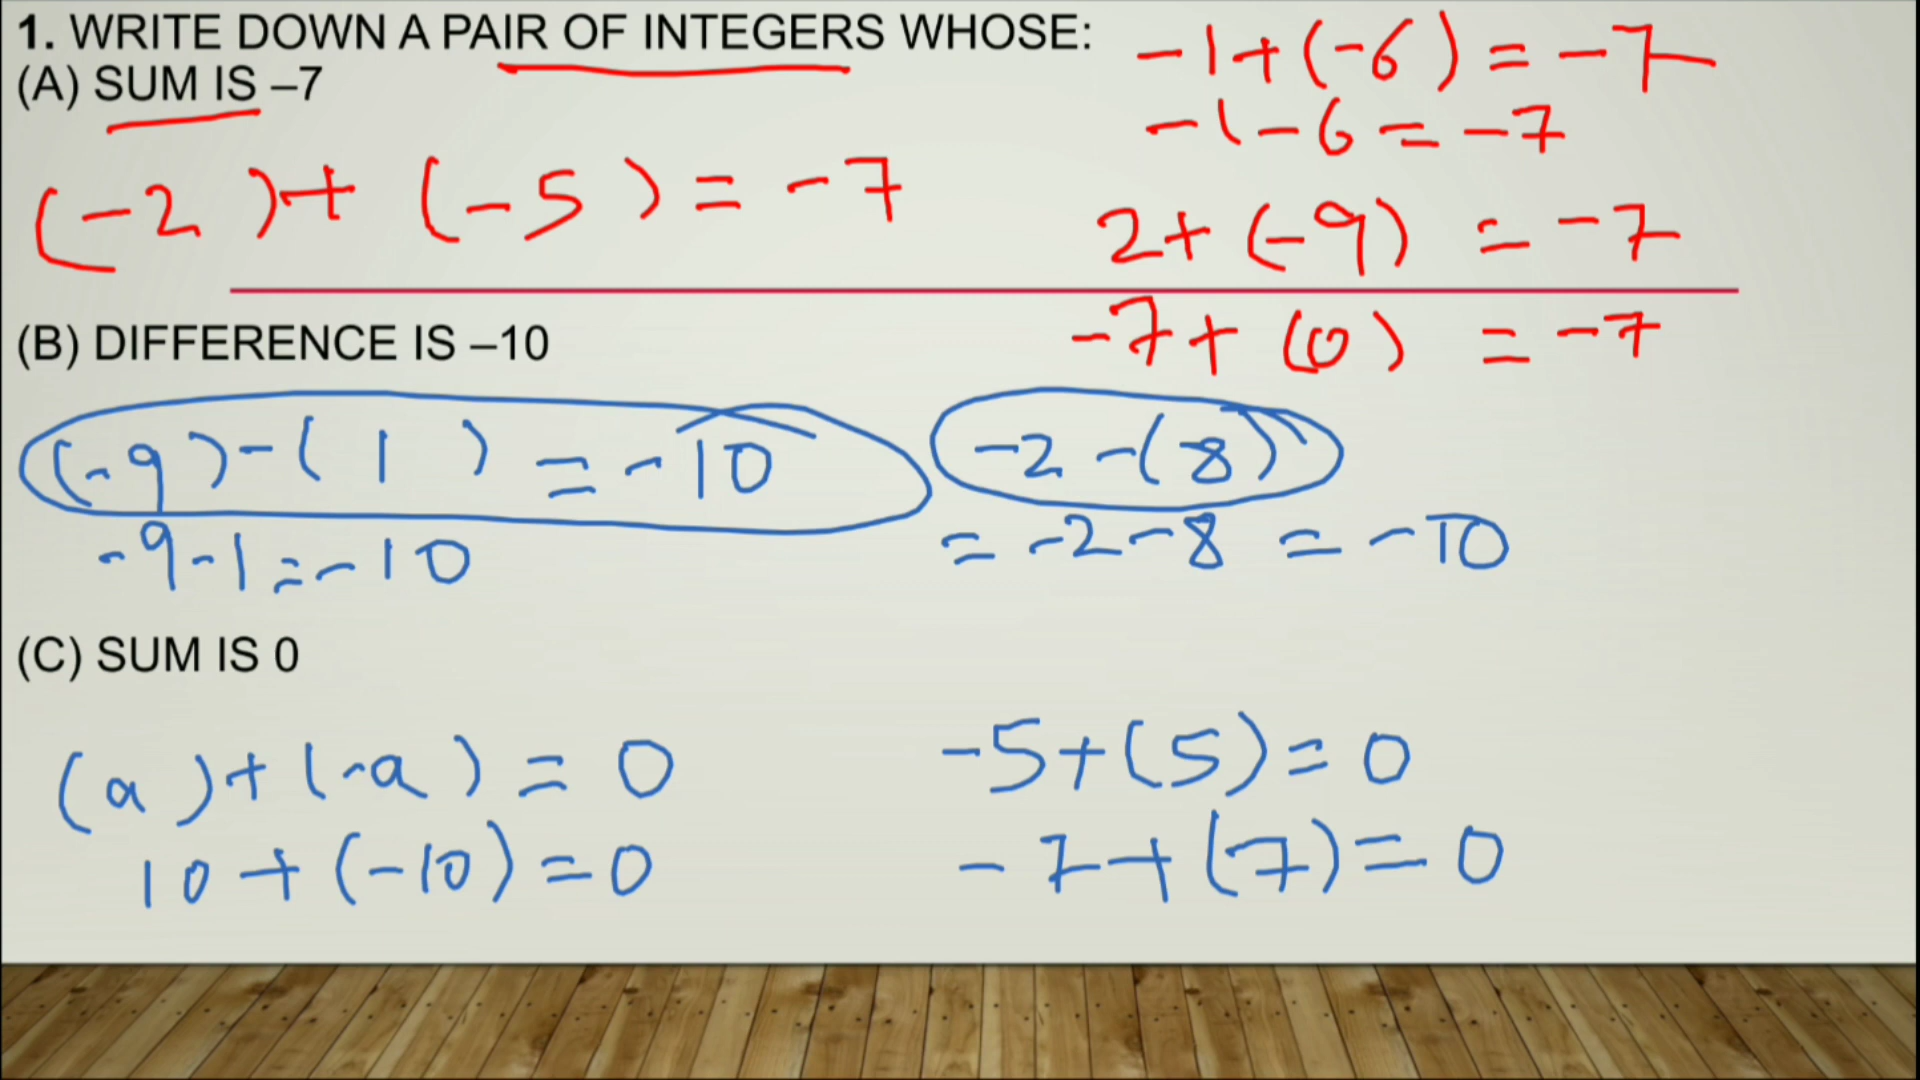 1. WRITE DOWN A PAIR OF INTEGERS WHOSE:
(A) SUM IS –7
(-2)+(-5)=-7
-1+(-6)=-7
-1-6=-7
2+(-9)=-7
-7+(0)=-7
(B) DIFFERENCE IS –10
(-9)-(1)=-10
-9-1=-10
-2-(8)
=-2-8=-10
(C) SUM IS 0
(a)+(-a)=0
10+(-10)=0
-5+(5)=0
-7+(7)=0